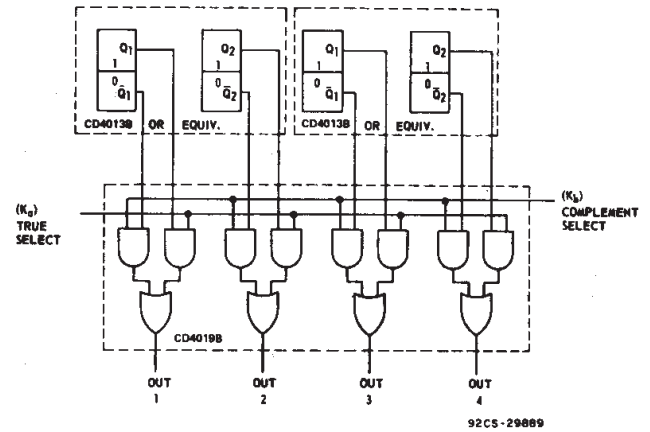 Q1
1
0
Q̄1
Q2
1
0
Q̄2
Q1
1
0
Q̄1
Q2
1
0
Q̄2
CD4013B OR EQUIV.
CD4013B OR EQUIV.
(Ka)
TRUE
SELECT
(Kb)
COMPLEMENT
SELECT
CD4019B
OUT
1
OUT
2
OUT
3
OUT
4
92CS-29889